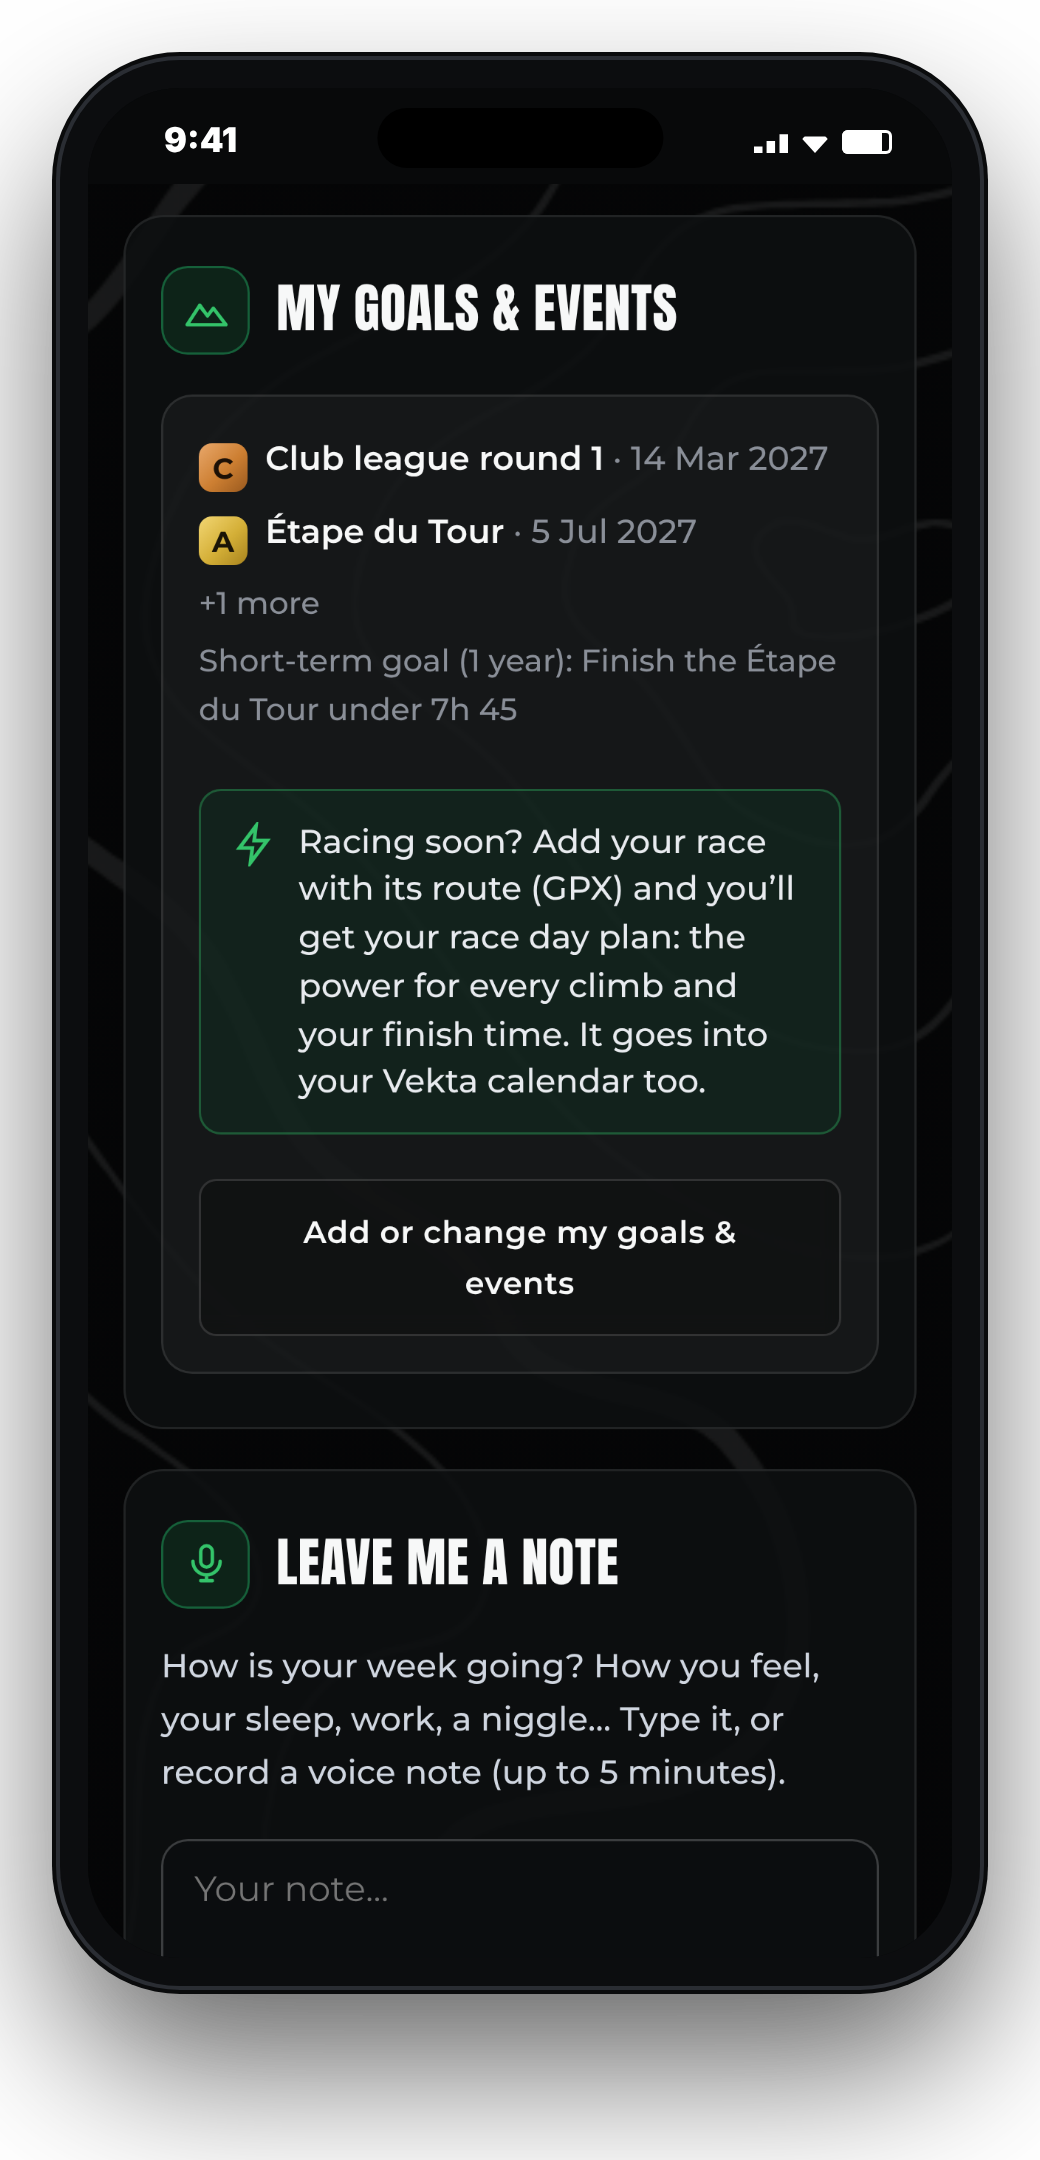 9:41
MY GOALS & EVENTS
C Club league round 1 · 14 Mar 2027
A Étape du Tour · 5 Jul 2027
+1 more
Short-term goal (1 year): Finish the Étape
du Tour under 7h 45
Racing soon? Add your race
with its route (GPX) and you’ll
get your race day plan: the
power for every climb and
your finish time. It goes into
your Vekta calendar too.
Add or change my goals &
events
LEAVE ME A NOTE
How is your week going? How you feel,
your sleep, work, a niggle... Type it, or
record a voice note (up to 5 minutes).
Your note...